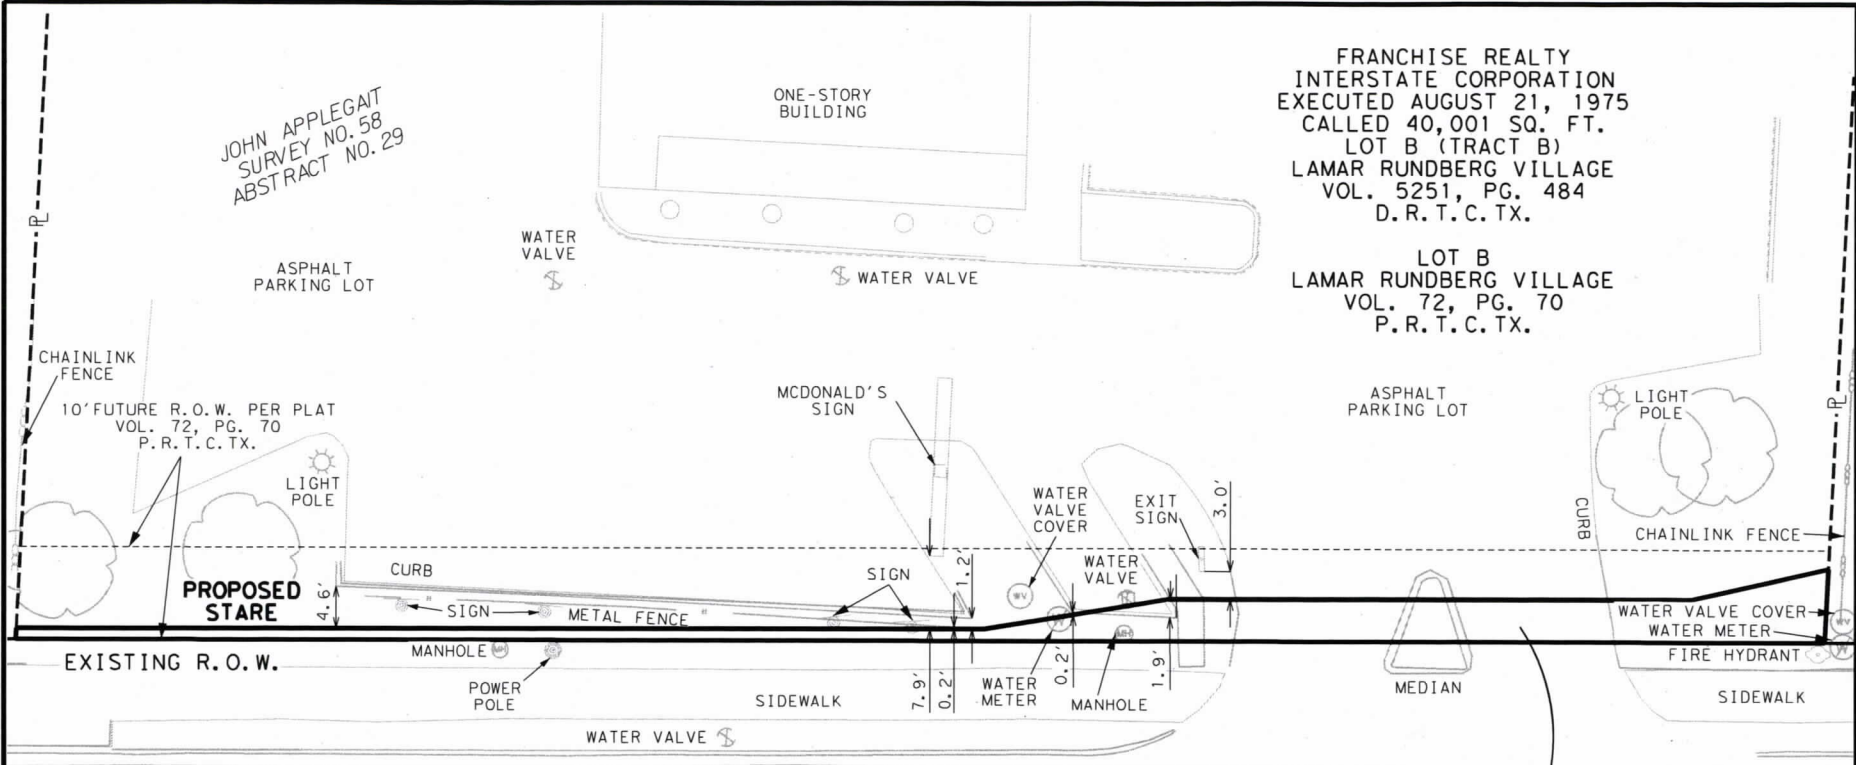 JOHN APPLEGAIT
SURVEY NO. 58
ABSTRACT NO. 29
ONE-STORY
BUILDING
FRANCHISE REALTY
INTERSTATE CORPORATION
EXECUTED AUGUST 21, 1975
CALLED 40,001 SQ. FT.
LOT B (TRACT B)
LAMAR RUNDBERG VILLAGE
VOL. 5251, PG. 484
D.R.T.C.TX.
LOT B
LAMAR RUNDBERG VILLAGE
VOL. 72, PG. 70
P.R.T.C.TX.
PL
ASPHALT
PARKING LOT
WATER
VALVE
WATER VALVE
CHAINLINK
FENCE
10' FUTURE R.O.W. PER PLAT
VOL. 72, PG. 70
P.R.T.C.TX.
LIGHT
POLE
MCDONALD'S
SIGN
ASPHALT
PARKING LOT
LIGHT
POLE
PL
WATER
VALVE
COVER
EXIT
SIGN
3.0'
CURB
CHAINLINK FENCE
PROPOSED
STARE
4.6'
CURB
SIGN
METAL FENCE
SIGN
1.2'
WV
WATER
VALVE
WATER VALVE COVER
WV
WATER METER
W
EXISTING R.O.W.
MANHOLE
MH
POWER
POLE
SIDEWALK
7.9'
0.2'
WATER
METER
W
0.2'
MH
MANHOLE
1.9'
MEDIAN
FIRE HYDRANT
SIDEWALK
WATER VALVE